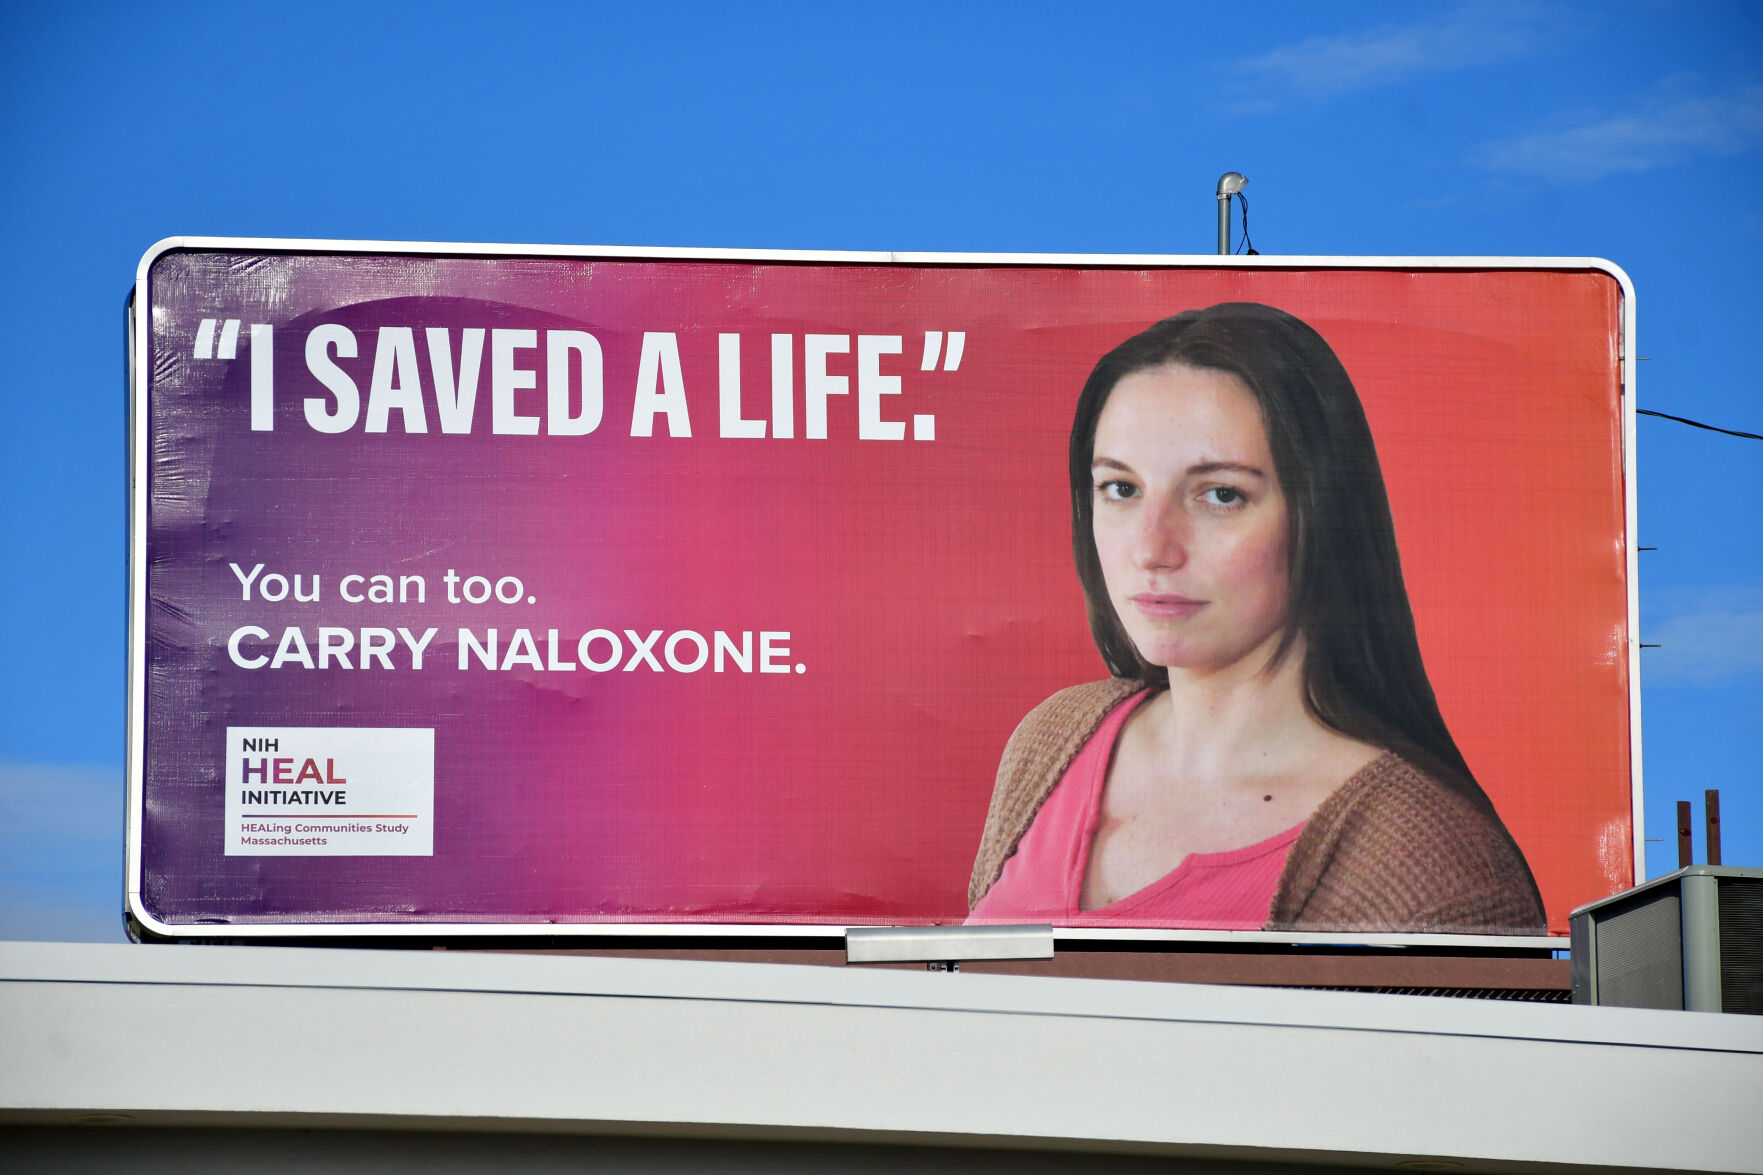 “I SAVED A LIFE.”
You can too.
CARRY NALOXONE.
NIH
HEAL
INITIATIVE
HEALing Communities Study
Massachusetts